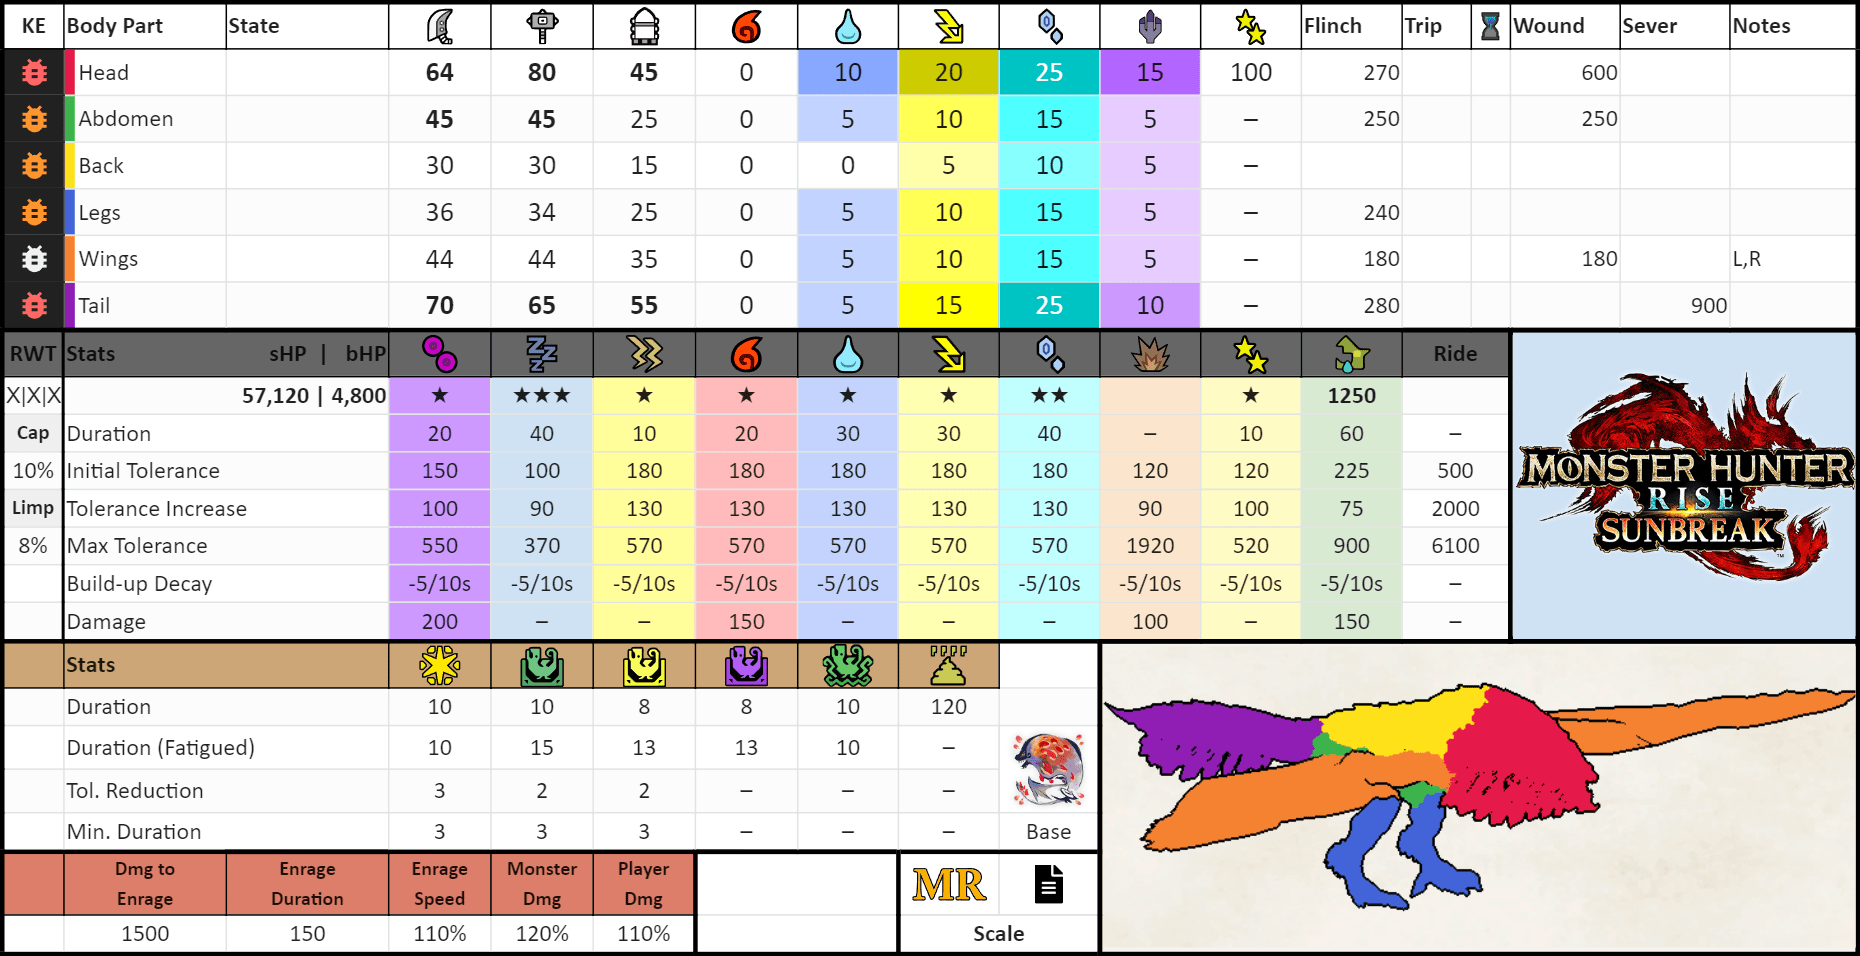 KE Body Part State Flinch Trip Wound Sever Notes
Head 64 80 45 0 10 20 25 15 100 270 600
Abdomen 45 45 25 0 5 10 15 5 – 250 250
Back 30 30 15 0 0 5 10 5 –
Legs 36 34 25 0 5 10 15 5 – 240
Wings 44 44 35 0 5 10 15 5 – 180 180 L,R
Tail 70 65 55 0 5 15 25 10 – 280 900
RWT Stats sHP | bHP Ride
X|X|X 57,120 | 4,800 ★ ★★★ ★ ★ ★ ★ ★★ ★ 1250
Cap Duration 20 40 10 20 30 30 40 – 10 60 –
10% Initial Tolerance 150 100 180 180 180 180 180 120 120 225 500
Limp Tolerance Increase 100 90 130 130 130 130 130 90 100 75 2000
8% Max Tolerance 550 370 570 570 570 570 570 1920 520 900 6100
Build-up Decay -5/10s -5/10s -5/10s -5/10s -5/10s -5/10s -5/10s -5/10s -5/10s -5/10s –
Damage 200 – – 150 – – – 100 – 150 –
MONSTER HUNTER
RISE
SUNBREAK
TM
Stats
Duration 10 10 8 8 10 120
Duration (Fatigued) 10 15 13 13 10 –
Tol. Reduction 3 2 2 – – –
Min. Duration 3 3 3 – – – Base
Dmg to Enrage Enrage Monster Player
Enrage Duration Speed Dmg Dmg
MR
1500 150 110% 120% 110% Scale